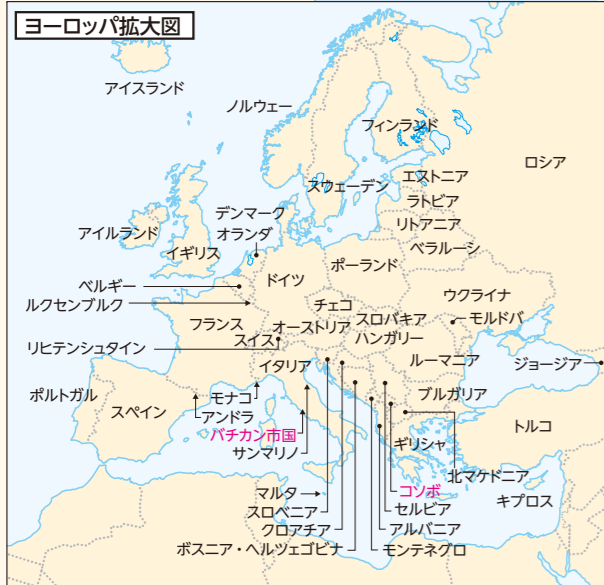 ヨーロッパ拡大図
アイスランド
ノルウェー
フィンランド
ロシア
エストニア
スウェーデン
ラトビア
デンマーク
リトアニア
アイルランド
オランダ
イギリス
ベラルーシ
ポーランド
ドイツ
ベルギー
ルクセンブルク
チェコ
ウクライナ
スロバキア
モルドバ
フランス
オーストリア
ハンガリー
スイス
リヒテンシュタイン
ルーマニア
ジョージア
イタリア
ポルトガル
モナコ
ブルガリア
スペイン
アンドラ
トルコ
バチカン市国
ギリシャ
サンマリノ
北マケドニア
マルタ
コソボ
キプロス
スロベニア
セルビア
クロアチア
アルバニア
ボスニア・ヘルツェゴビナ
モンテネグロ